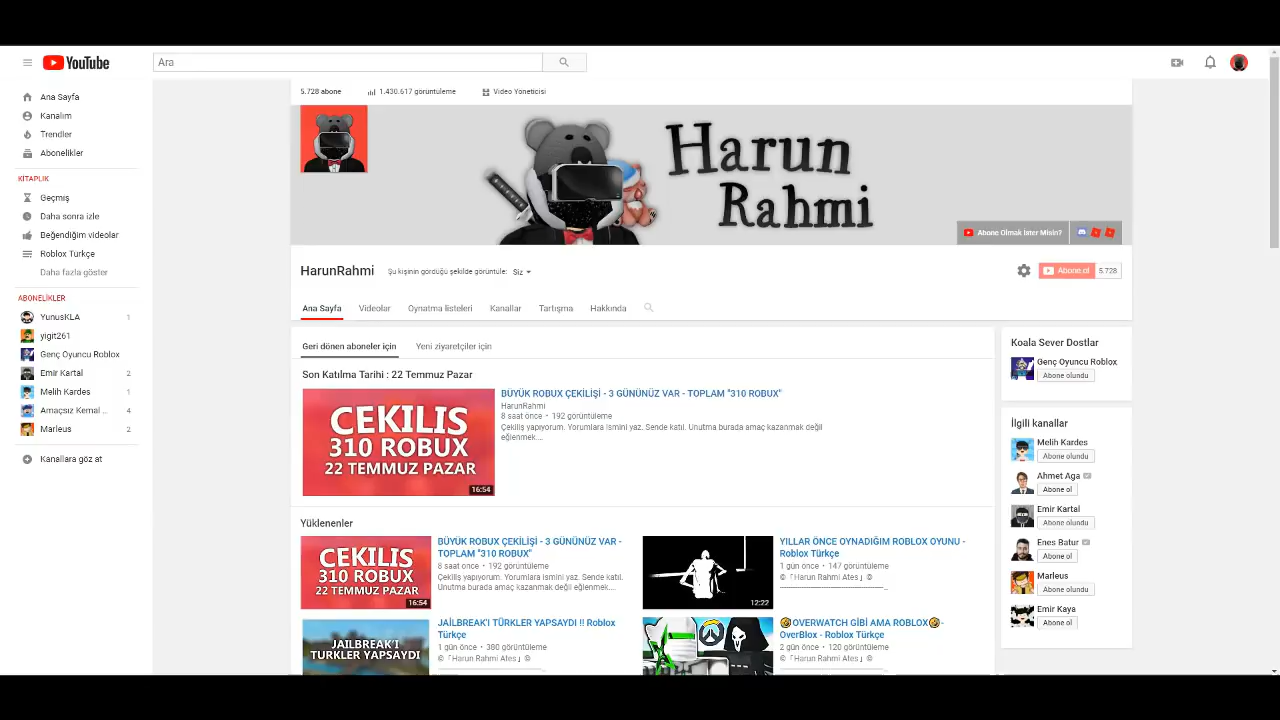 YouTube
Ara
Ana Sayfa
Kanalım
Trendler
Abonelikler
KİTAPLIK
Geçmiş
Daha sonra izle
Beğendiğim videolar
Roblox Türkçe
Daha fazla göster
ABONELİKLER
YunusKLA 1
yigit261
Genç Oyuncu Roblox
Emir Kartal 2
Melih Kardes 1
Amaçsız Kemal ... 4
Marleus 2
Kanallara göz at
5.728 abone
1.430.617 görüntüleme
Video Yöneticisi
Harun
Rahmi
Abone Olmak İster Misin?
HarunRahmi
Şu kişinin gördüğü şekilde görüntüle: Siz
Abone ol 5.728
Ana Sayfa
Videolar
Oynatma listeleri
Kanallar
Tartışma
Hakkında
Geri dönen aboneler için
Yeni ziyaretçiler için
Son Katılma Tarihi : 22 Temmuz Pazar
CEKILIS
310 ROBUX
22 TEMMUZ PAZAR
16:54
BÜYÜK ROBUX ÇEKİLİŞİ - 3 GÜNÜNÜZ VAR - TOPLAM "310 ROBUX"
HarunRahmi
8 saat önce • 192 görüntüleme
Çekiliş yapıyorum. Yorumlara ismini yaz. Sende katıl. Unutma burada amaç kazanmak değil
eğlenmek....
Yüklenenler
CEKILIS
310 ROBUX
22 TEMMUZ PAZAR
16:54
BÜYÜK ROBUX ÇEKİLİŞİ - 3 GÜNÜNÜZ VAR -
TOPLAM "310 ROBUX"
8 saat önce • 192 görüntüleme
Çekiliş yapıyorum. Yorumlara ismini yaz. Sende katıl.
Unutma burada amaç kazanmak değil eğlenmek....
12:22
YILLAR ÖNCE OYNADIĞIM ROBLOX OYUNU -
Roblox Türkçe
1 gün önce • 147 görüntüleme
©「Harun Rahmi Ates」©
JAILBREAK'I
TURKLER YAPSAYDI
JAİLBREAK'I TÜRKLER YAPSAYDI !! Roblox
Türkçe
1 gün önce • 380 görüntüleme
©「Harun Rahmi Ates」©
🤣OVERWATCH GİBİ AMA ROBLOX🤣-
OverBlox - Roblox Türkçe
2 gün önce • 120 görüntüleme
©「Harun Rahmi Ates」©
Koala Sever Dostlar
Genç Oyuncu Roblox
Abone olundu
İlgili kanallar
Melih Kardes
Abone olundu
Ahmet Aga
Abone ol
Emir Kartal
Abone olundu
Enes Batur
Abone ol
Marleus
Abone olundu
Emir Kaya
Abone ol